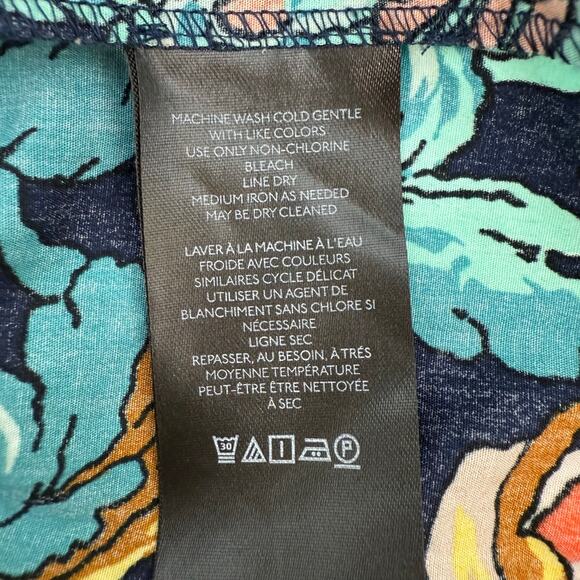 MACHINE WASH COLD GENTLE
WITH LIKE COLORS
USE ONLY NON-CHLORINE
BLEACH
LINE DRY
MEDIUM IRON AS NEEDED
MAY BE DRY CLEANED
LAVER À LA MACHINE À L'EAU
FROIDE AVEC COULEURS
SIMILAIRES CYCLE DÉLICAT
UTILISER UN AGENT DE
BLANCHIMENT SANS CHLORE SI
NÉCESSAIRE
LIGNE SEC
REPASSER, AU BESOIN, À TRÉS
MOYENNE TEMPÉRATURE
PEUT-ÊTRE ÊTRE NETTOYÉE
À SEC
30 P